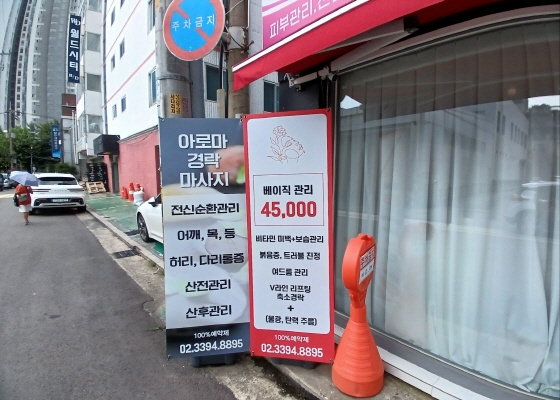 주차금지
월드시티
피부관리,
아로마
경락
마사지
전신순환관리
어깨, 목, 등
허리, 다리통증
산전관리
산후관리
100%예약제
02.3394.8895
베이직 관리
45,000
비타민 미백+보습관리
붉음증, 트러블 진정
여드름 관리
V라인 리프팅
축소경락
+
(볼광, 탄력 주름)
100%예약제
02.3394.8895